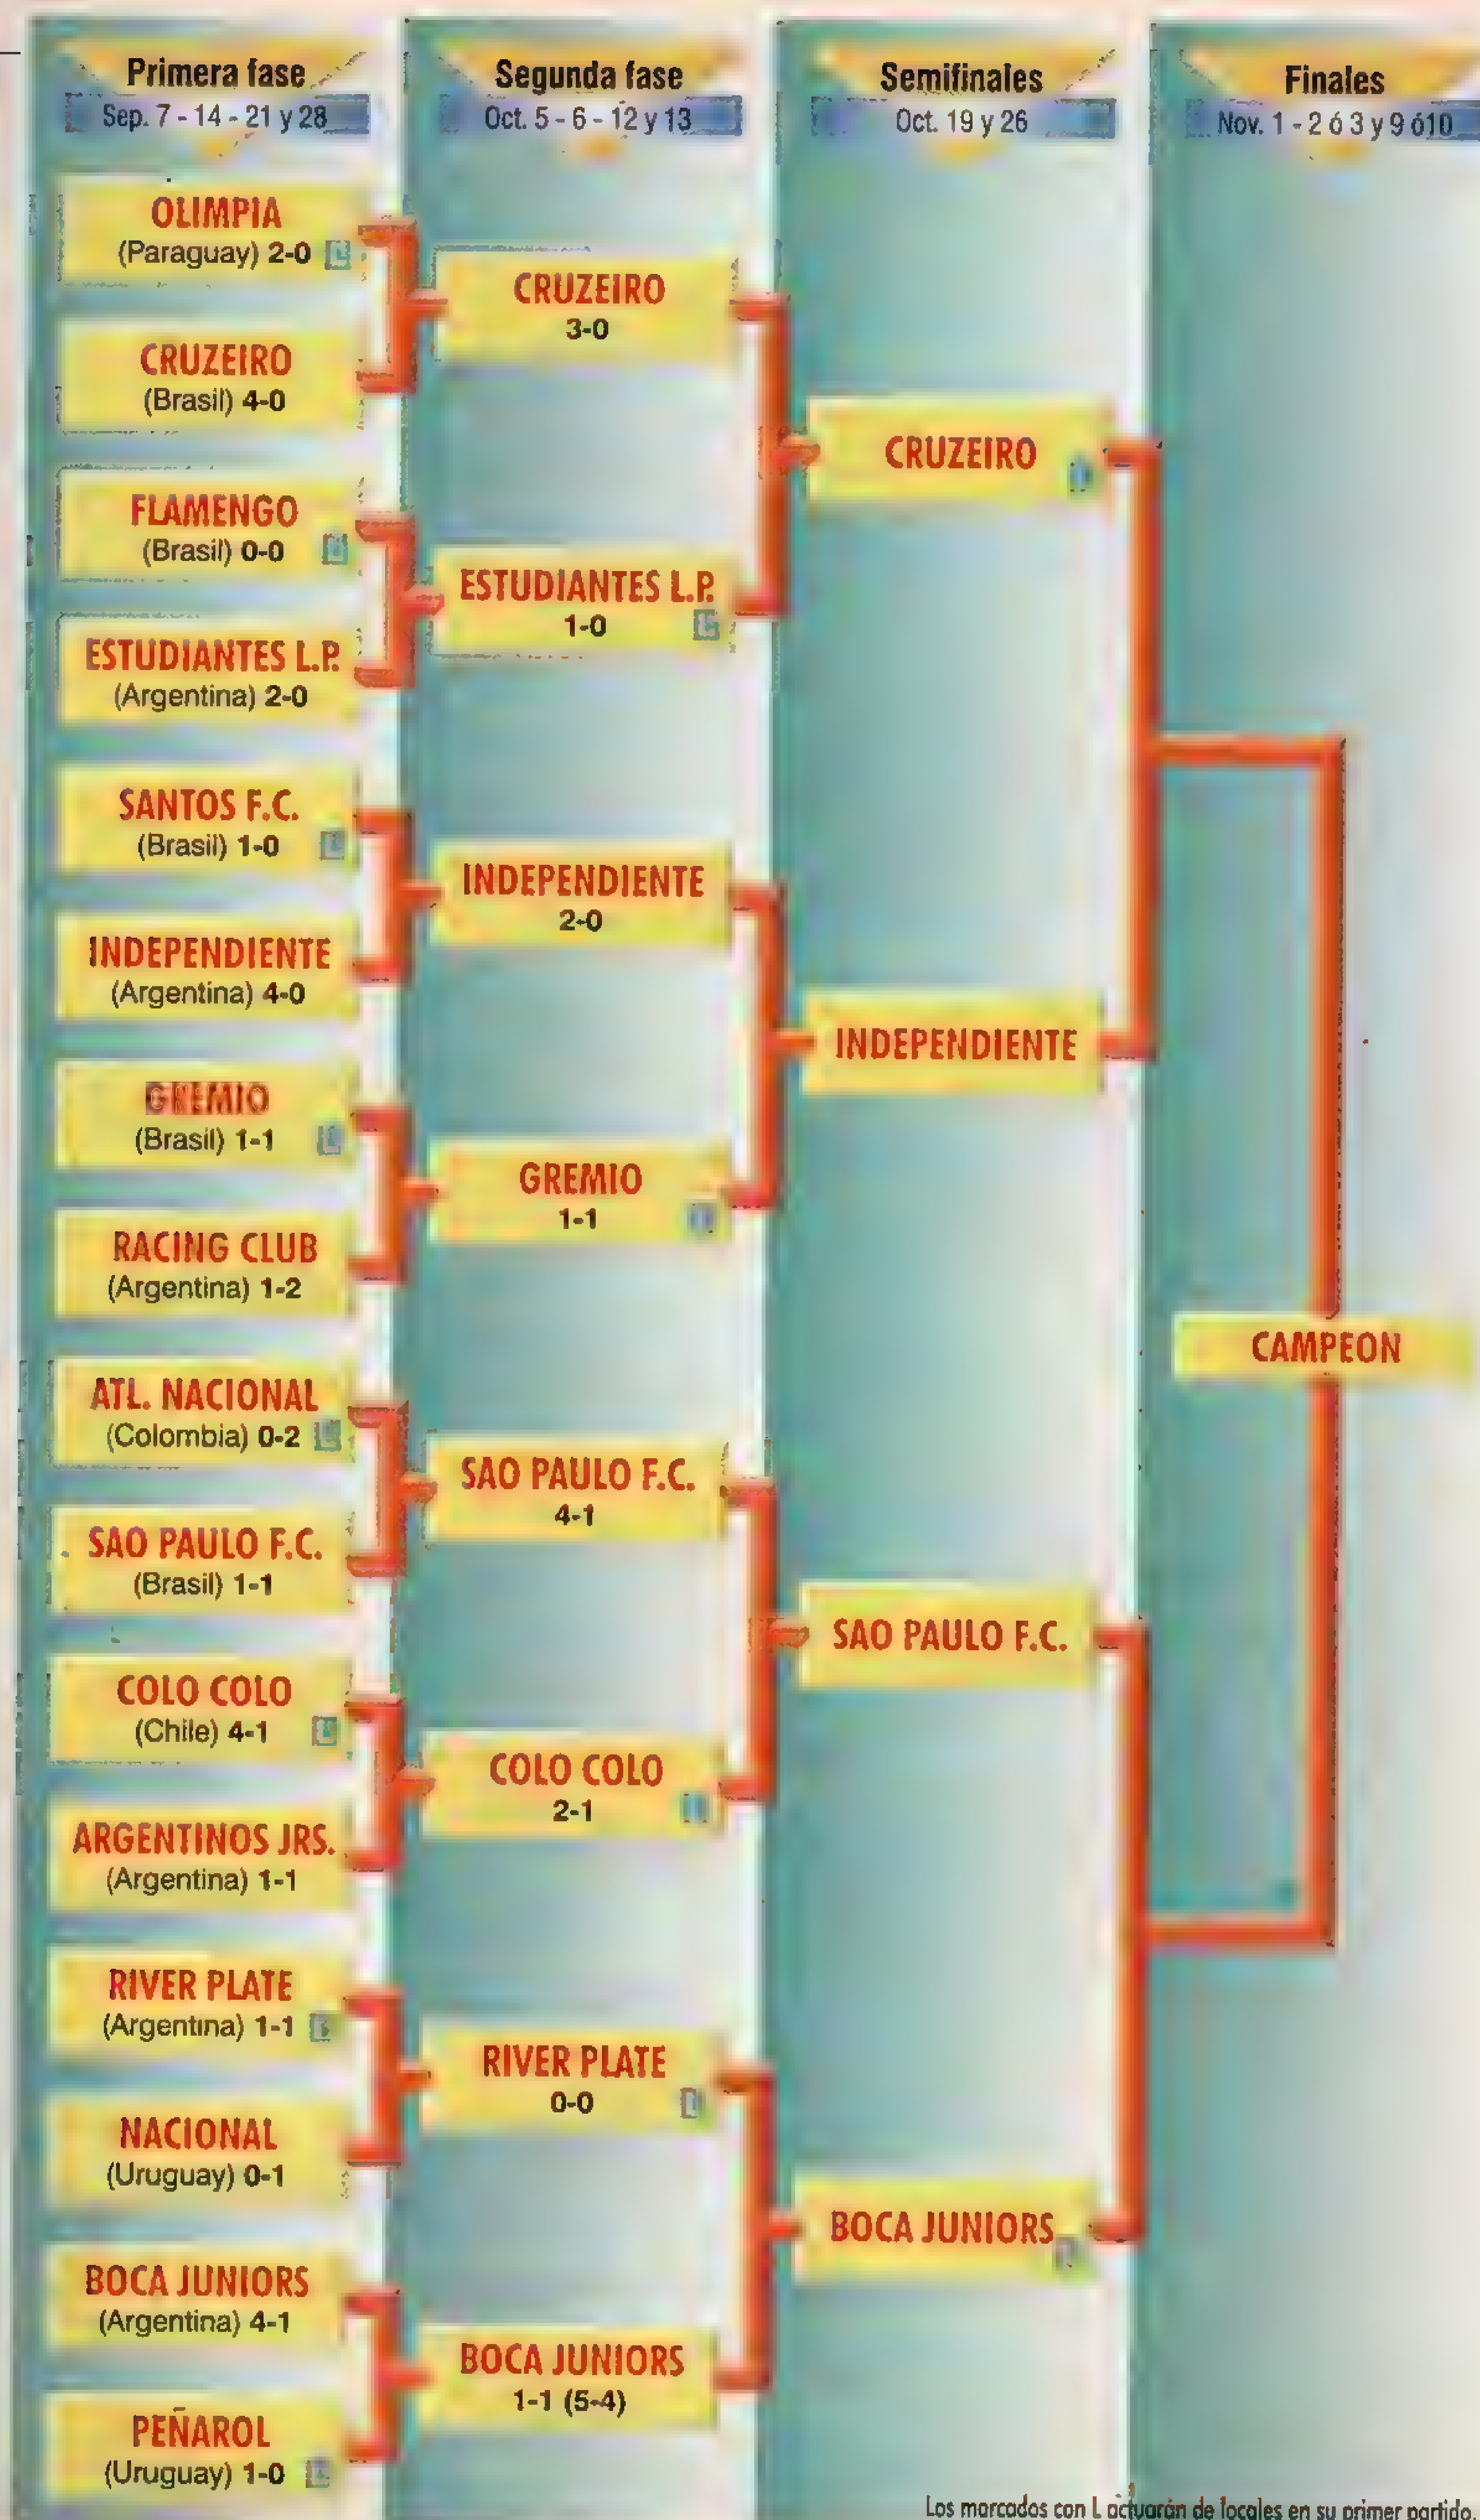 Primera fase
Sep. 7 - 14 - 21 y 28
OLIMPIA
(Paraguay) 2-0 L
CRUZEIRO
(Brasil) 4-0
FLAMENGO
(Brasil) 0-0
ESTUDIANTES L.P.
(Argentina) 2-0
SANTOS F.C.
(Brasil) 1-0 L
INDEPENDIENTE
(Argentina) 4-0
GREMIO
(Brasil) 1-1 L
RACING CLUB
(Argentina) 1-2
ATL. NACIONAL
(Colombia) 0-2 L
SAO PAULO F.C.
(Brasil) 1-1
COLO COLO
(Chile) 4-1 L
ARGENTINOS JRS.
(Argentina) 1-1
RIVER PLATE
(Argentina) 1-1
NACIONAL
(Uruguay) 0-1
BOCA JUNIORS
(Argentina) 4-1
PEÑAROL
(Uruguay) 1-0 L
Segunda fase
Oct. 5 - 6 - 12 y 13
CRUZEIRO
3-0
ESTUDIANTES L.P.
1-0 L
INDEPENDIENTE
2-0
GREMIO
1-1
SAO PAULO F.C.
4-1
COLO COLO
2-1
RIVER PLATE
0-0
BOCA JUNIORS
1-1 (5-4)
Semifinales
Oct. 19 y 26
CRUZEIRO
INDEPENDIENTE
SAO PAULO F.C.
BOCA JUNIORS
Finales
Nov. 1 - 2 ó 3 y 9 ó10
CAMPEON
Los marcados con L actuarán de locales en su primer partido.